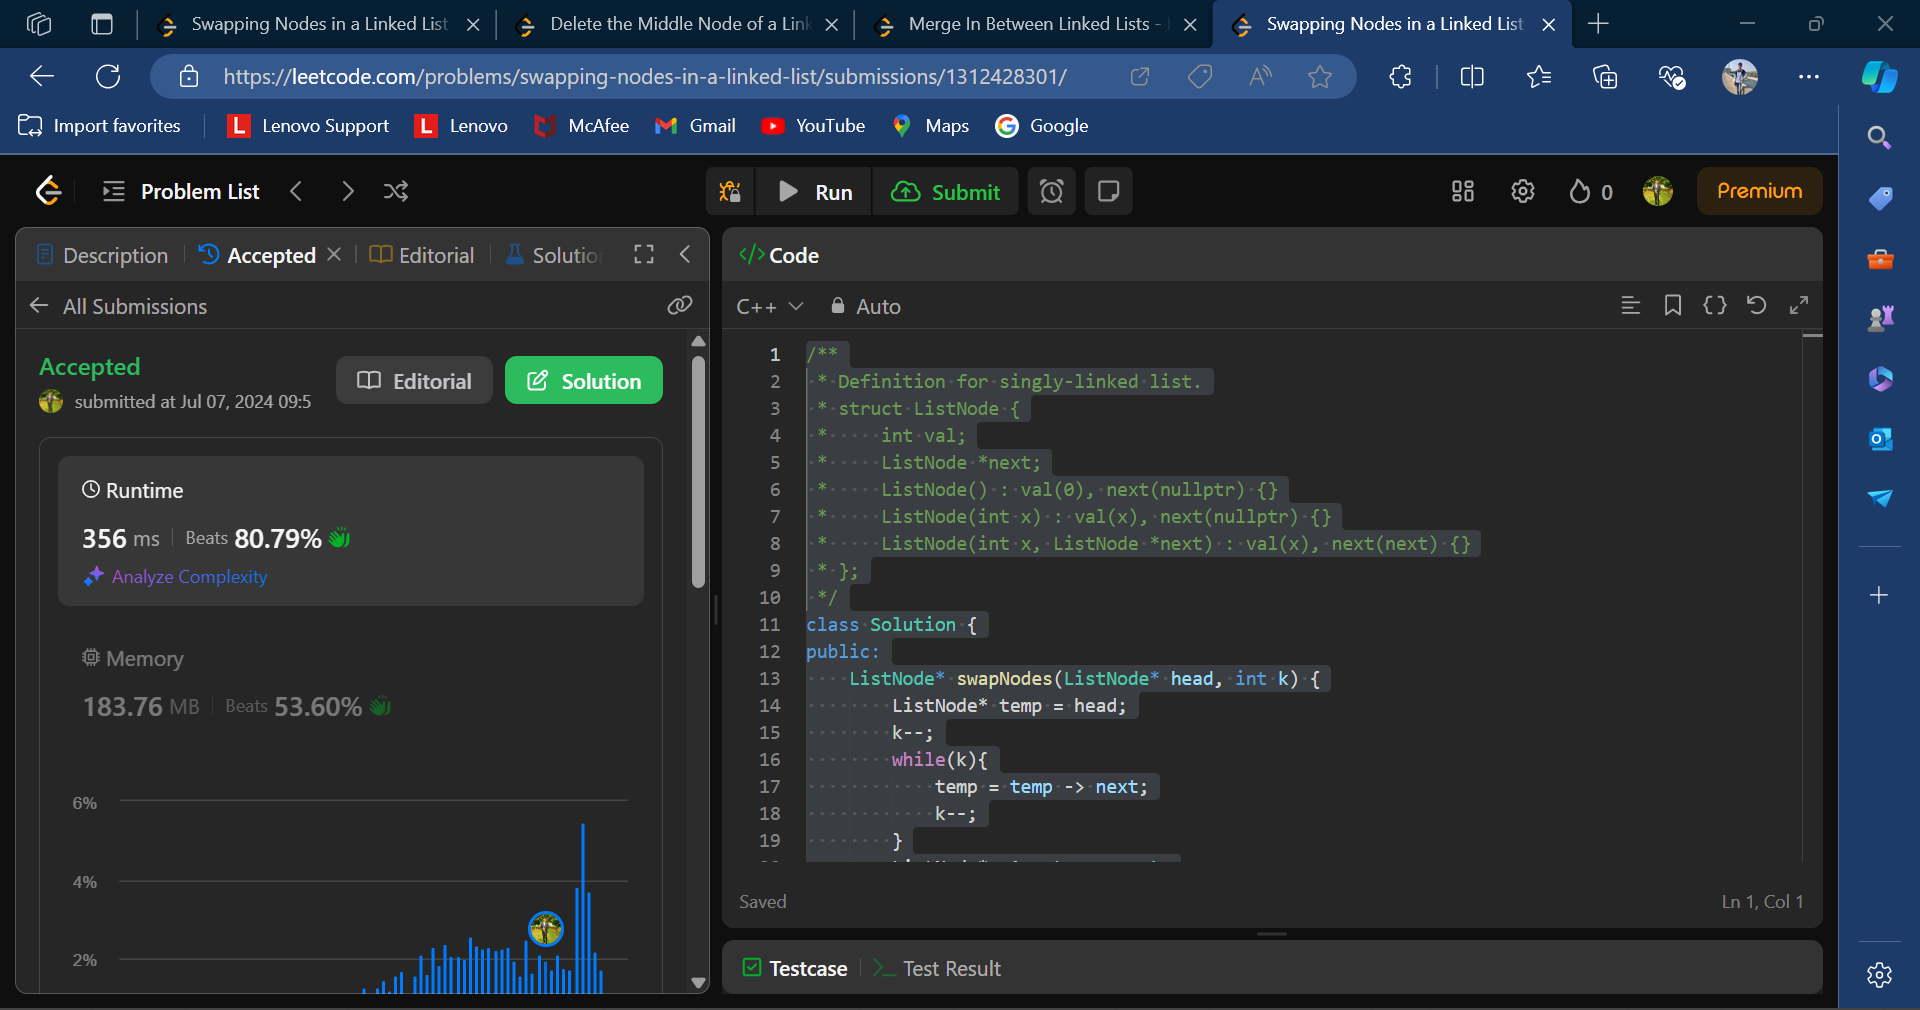 Swapping Nodes in a Linked List
Delete the Middle Node of a Link
Merge In Between Linked Lists -
Swapping Nodes in a Linked List
https://leetcode.com/problems/swapping-nodes-in-a-linked-list/submissions/1312428301/
Import favorites
Lenovo Support
Lenovo
McAfee
Gmail
YouTube
Maps
Google
Problem List
Run
Submit
0
Premium
Description
Accepted
Editorial
Solution
All Submissions
Accepted
submitted at Jul 07, 2024 09:5
Editorial
Solution
Runtime
356 ms
Beats 80.79%
Analyze Complexity
Memory
183.76 MB
Beats 53.60%
6%
4%
2%
</> Code
C++
Auto
1 /**
2 * Definition for singly-linked list.
3 * struct ListNode {
4 * int val;
5 * ListNode *next;
6 * ListNode() : val(0), next(nullptr) {}
7 * ListNode(int x) : val(x), next(nullptr) {}
8 * ListNode(int x, ListNode *next) : val(x), next(next) {}
9 * };
10 */
11 class Solution {
12 public:
13 ListNode* swapNodes(ListNode* head, int k) {
14 ListNode* temp = head;
15 k--;
16 while(k){
17 temp = temp -> next;
18 k--;
19 }
Saved
Ln 1, Col 1
Testcase
Test Result